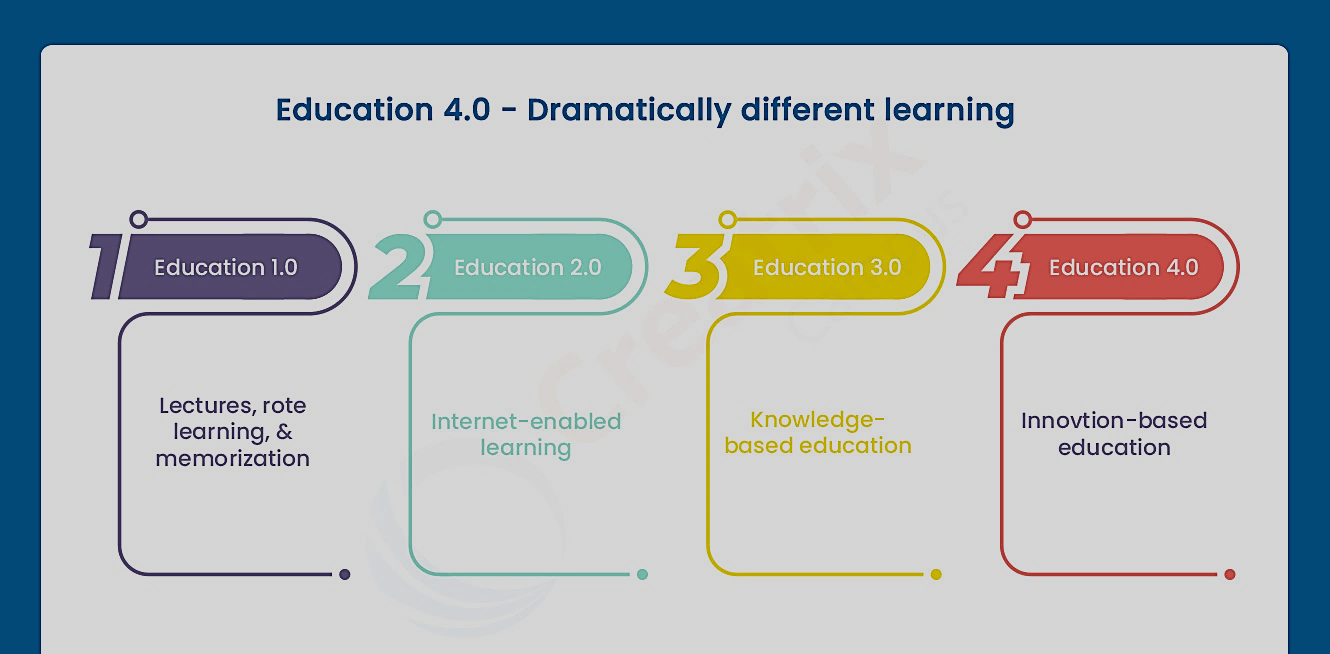 Education 4.0 - Dramatically different learning
1 Education 1.0
2 Education 2.0
3 Education 3.0
4 Education 4.0
Lectures, rote
learning, &
memorization
Internet-enabled
learning
Knowledge-
based education
Innovtion-based
education